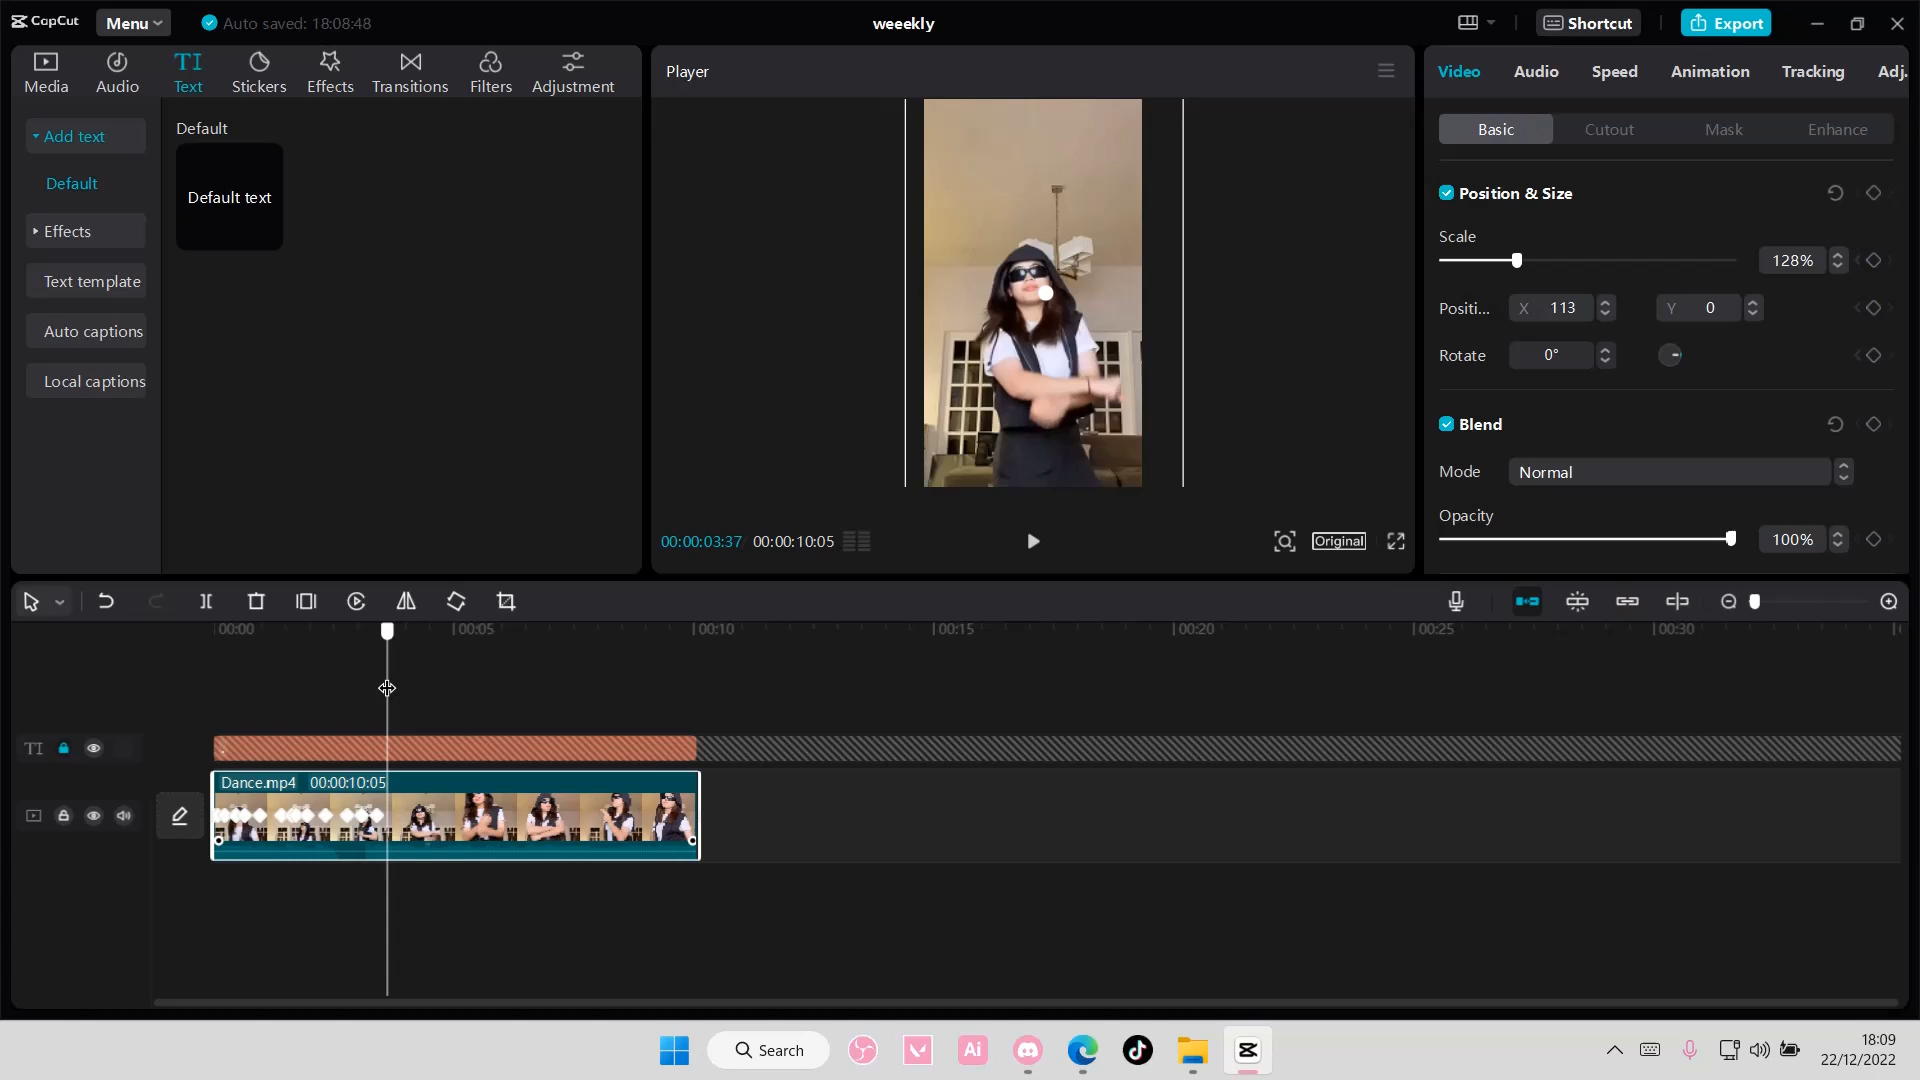 CapCut
Menu
Auto saved: 18:08:48
weeekly
Shortcut
Export
Media
Audio
Text
Stickers
Effects
Transitions
Filters
Adjustment
Add text
Default
Effects
Text template
Auto captions
Local captions
Default
Default text
Player
00:00:03:37
00:00:10:05
Original
Video
Audio
Speed
Animation
Tracking
Adj.
Basic
Cutout
Mask
Enhance
Position & Size
Scale
128%
Positi...
X 113
Y 0
Rotate
0°
Blend
Mode
Normal
Opacity
100%
00:00
00:05
00:10
00:15
00:20
00:25
00:30
TI
Dance.mp4 00:00:10:05
Search
Ai
18:09
22/12/2022